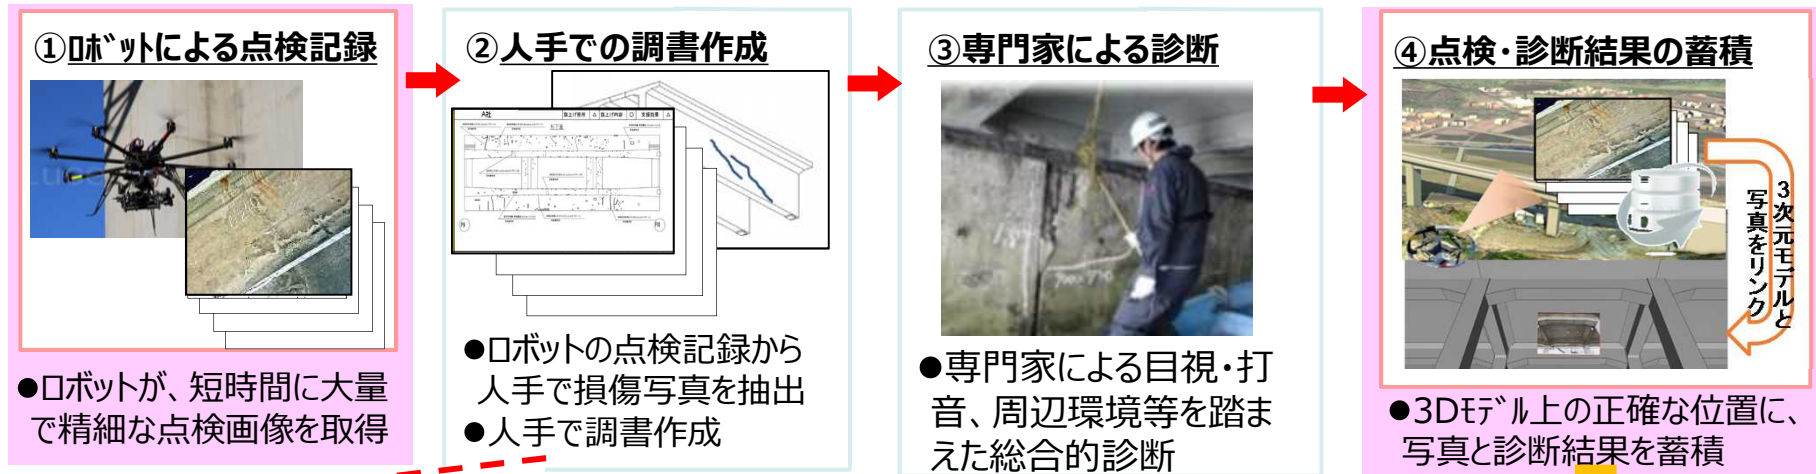 ①ﾛﾎﾞｯﾄによる点検記録
●ロボットが、短時間に大量
で精細な点検画像を取得
②人手での調書作成
A社
●ロボットの点検記録から
人手で損傷写真を抽出
●人手で調書作成
③専門家による診断
●専門家による目視・打
音、周辺環境等を踏ま
えた総合的診断
④点検・診断結果の蓄積
3次元モデルと
写真をリンク
●3Dﾓﾃﾞﾙ上の正確な位置に、
写真と診断結果を蓄積